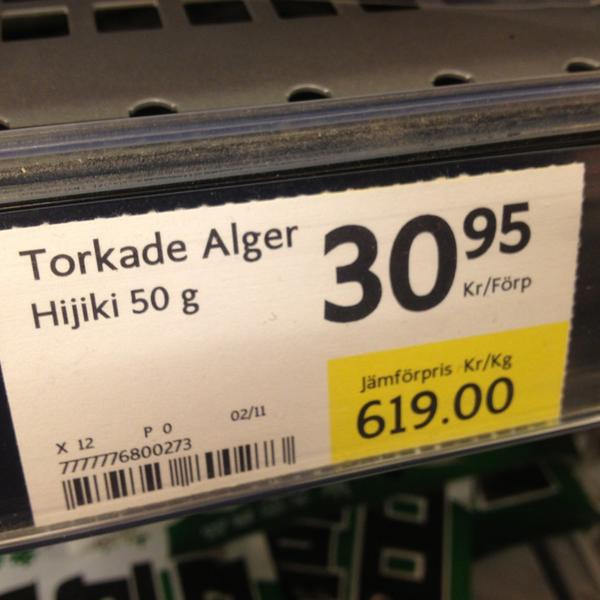 Torkade Alger
Hijiki 50 g
30 95
Kr/Förp
Jämförpris Kr/Kg
619.00
X 12 P 0 02/11
7777776800273